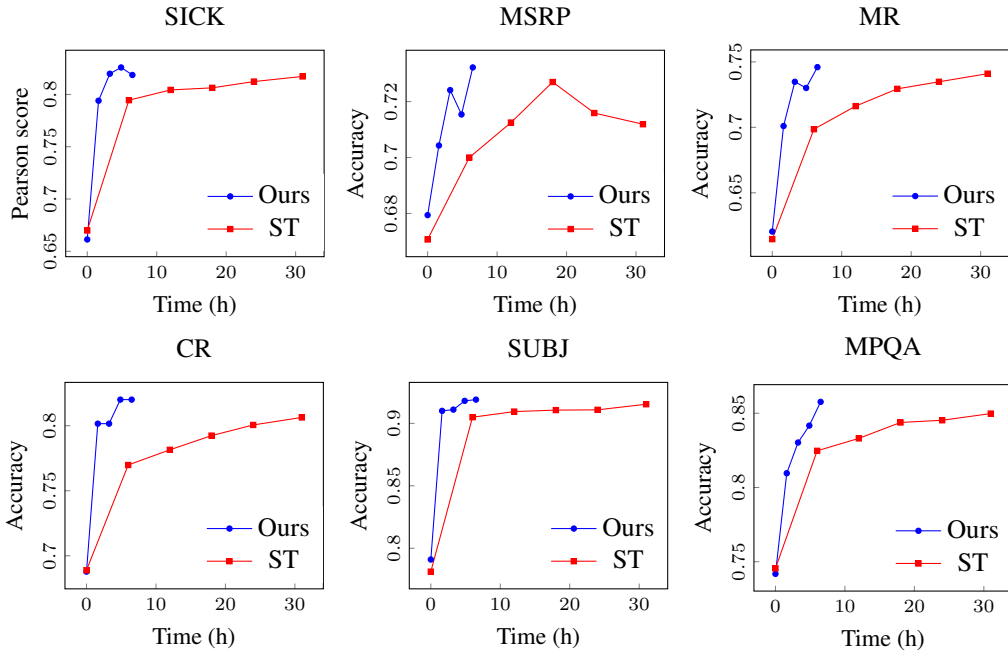 SICK
Pearson score
0.8
0.75
0.7
0.65
Ours
ST
0 10 20 30
Time (h)
MSRP
Accuracy
0.72
0.7
0.68
Ours
ST
0 10 20 30
Time (h)
MR
Accuracy
0.75
0.7
0.65
Ours
ST
0 10 20 30
Time (h)
CR
Accuracy
0.8
0.75
0.7
Ours
ST
0 10 20 30
Time (h)
SUBJ
Accuracy
0.9
0.85
0.8
Ours
ST
0 10 20 30
Time (h)
MPQA
Accuracy
0.85
0.8
0.75
Ours
ST
0 10 20 30
Time (h)